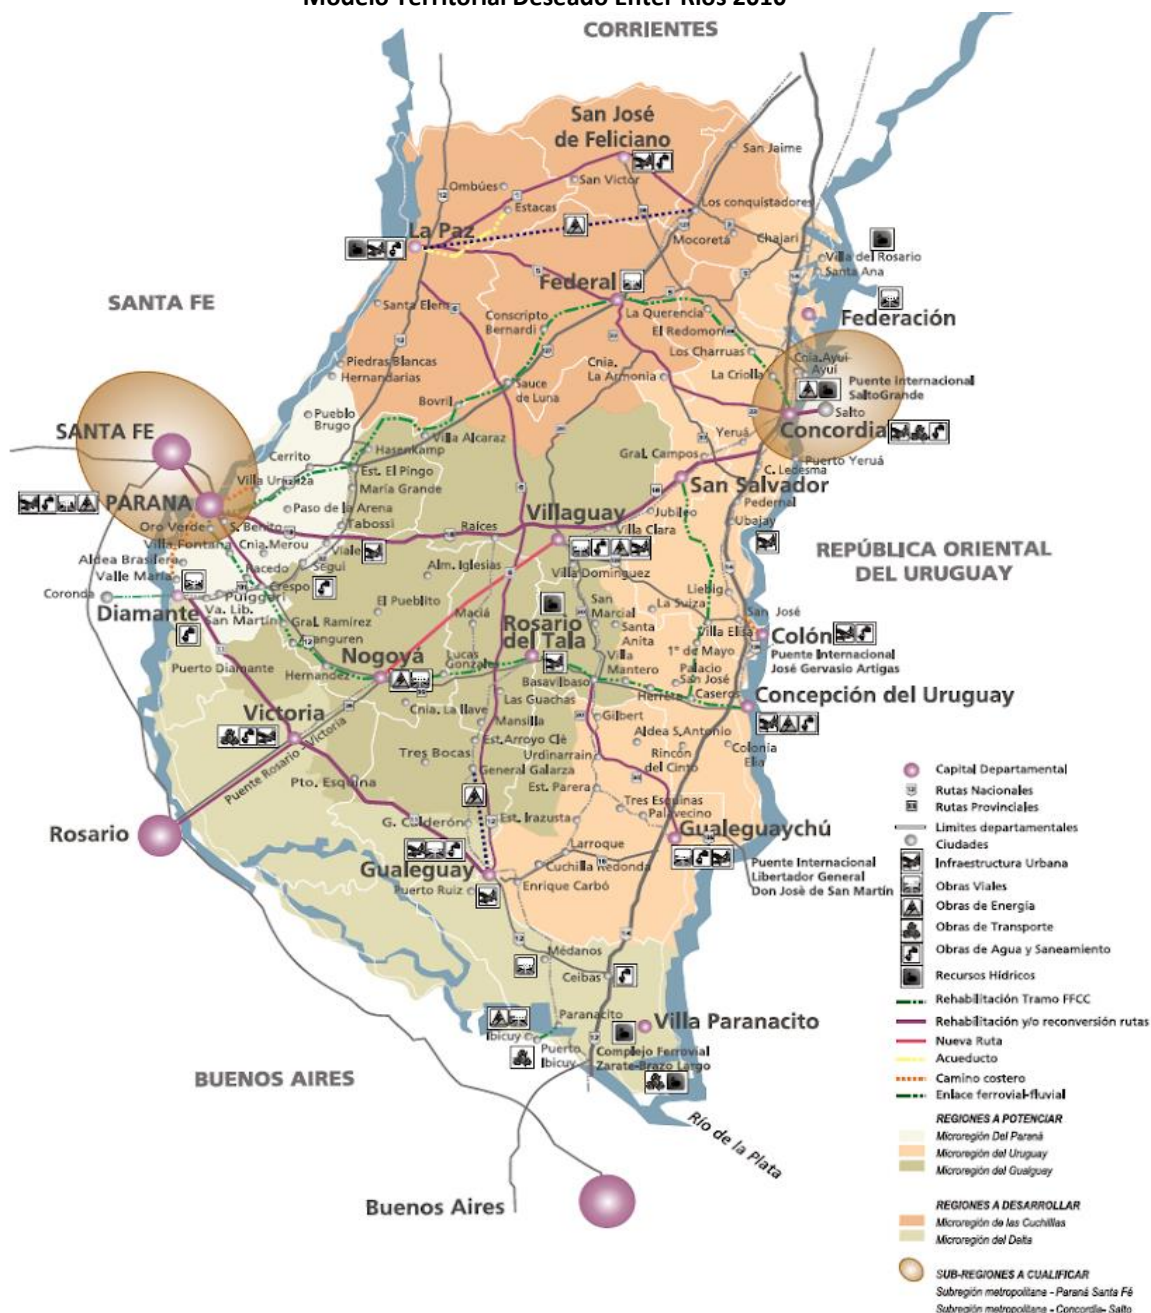 Modelo Territorial Deseado Enter Ríos 2016
CORRIENTES
San José
de Feliciano
San Jaime
San Víctor
Ombúes
Estacas
Los conquistadores
La Paz
Mocoretá
Chajari
Villa del Rosario
Santa Ana
SANTA FE
Federal
Santa Elena
Conscripto
Bernardi
La Querencia
El Redomon
Federación
Los Charruas
Cnia. Ayuí
Ayuí
Piedras Blancas
Hernandarias
Cnia.
La Armonia
La Criolla
Puente Internacional
SaltoGrande
Sauce
de Luna
Bovril
Salto
Pueblo
Brugo
Concordia
SANTA FE
Villa Alcaraz
Yeruá
Hasenkamp
Cerrito
Gral. Campos
Puerto Yeruá
Est. El Pingo
C. Ledesma
Villa Urquiza
María Grande
San Salvador
PARANA
Paso de la Arena
Pedernal
Oro Verde
S. Benito
Tabossi
Raíces
Villaguay
Jubileo
Ubajay
Villa Clara
Villa Fontana
Cnia. Merou
Viale
REPÚBLICA ORIENTAL
DEL URUGUAY
Aldea Brasilera
Racedo
Segui
Alm. Iglesias
Villa Dominguez
Valle María
Crespo
Liebig
Coronda
Puiggari
El Pueblito
Maciá
San
Marcial
La Suiza
San José
Diamante
Va. Lib.
San Martín
Gral. Ramírez
Aranguren
Rosario
del Tala
Santa
Anita
Villa Elisa
Colón
1° de Mayo
Puente Internacional
José Gervasio Artigas
Nogoyá
Lucas
Gonzalez
Villa
Mantero
Palacio
San José
Puerto Diamante
Hernandez
Basavilbaso
Herrera
Caseros
Concepción del Uruguay
Las Guachas
Victoria
Cnia. La llave
Mansilla
Gilbert
Aldea S. Antonio
Puente Rosario - Victoria
Est. Arroyo Clé
Urdinarrain
Rincón
del Cinto
Colonia
Elia
Tres Bocas
General Galarza
Pto. Esquina
Est. Parera
Tres Esquinas
Palavecino
G. Calderón
Est. Irazusta
Rosario
Gualeguaychú
Larroque
Gualeguay
Cuchilla Redonda
Puente Internacional
Libertador General
Don Josè de San Martín
Puerto Ruiz
Enrique Carbó
Médanos
Ceibas
Paranacito
Ibicuy
Villa Paranacito
Puerto
Ibicuy
Complejo Ferrovial
Zarate-Brazo Largo
BUENOS AIRES
Río de la Plata
Buenos Aires
Capital Departamental
Rutas Nacionales
Rutas Provinciales
Límites departamentales
Ciudades
Infraestructura Urbana
Obras Viales
Obras de Energía
Obras de Transporte
Obras de Agua y Saneamiento
Recursos Hídricos
Rehabilitación Tramo FFCC
Rehabilitación y/o reconversión rutas
Nueva Ruta
Acueducto
Camino costero
Enlace ferrovial-fluvial
REGIONES A POTENCIAR
Microregión Del Paraná
Microregión del Uruguay
Microregión del Gualguay
REGIONES A DESARROLLAR
Microregión de las Cuchillas
Microregión del Delta
SUB-REGIONES A CUALIFICAR
Subregión metropolitana - Paraná Santa Fé
Subregión metropolitana - Concordia- Salto